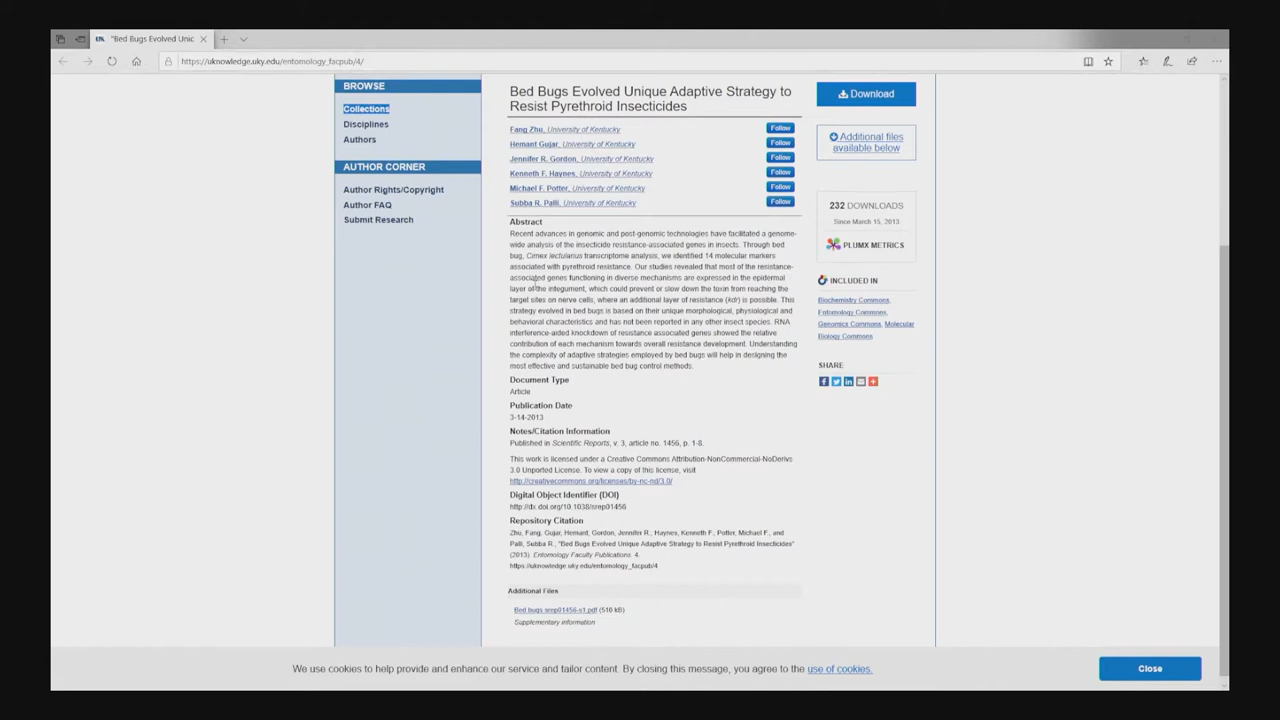 "Bed Bugs Evolved Unic
https://uknowledge.uky.edu/entomology_facpub/4/
BROWSE
Collections
Disciplines
Authors
AUTHOR CORNER
Author Rights/Copyright
Author FAQ
Submit Research
Bed Bugs Evolved Unique Adaptive Strategy to
Resist Pyrethroid Insecticides
Fang Zhu, University of Kentucky Follow
Hemant Gujar, University of Kentucky Follow
Jennifer R. Gordon, University of Kentucky Follow
Kenneth F. Haynes, University of Kentucky Follow
Michael F. Potter, University of Kentucky Follow
Subba R. Palli, University of Kentucky Follow
Abstract
Recent advances in genomic and post-genomic technologies have facilitated a genome-
wide analysis of the insecticide resistance-associated genes in insects. Through bed
bug, Cimex lectularius transcriptome analysis, we identified 14 molecular markers
associated with pyrethroid resistance. Our studies revealed that most of the resistance-
associated genes functioning in diverse mechanisms are expressed in the epidermal
layer of the integument, which could prevent or slow down the toxin from reaching the
target sites on nerve cells, where an additional layer of resistance (kdr) is possible. This
strategy evolved in bed bugs is based on their unique morphological, physiological and
behavioral characteristics and has not been reported in any other insect species. RNA
interference-aided knockdown of resistance associated genes showed the relative
contribution of each mechanism towards overall resistance development. Understanding
the complexity of adaptive strategies employed by bed bugs will help in designing the
most effective and sustainable bed bug control methods.
Document Type
Article
Publication Date
3-14-2013
Notes/Citation Information
Published in Scientific Reports, v. 3, article no. 1456, p. 1-8.
This work is licensed under a Creative Commons Attribution-NonCommercial-NoDerivs
3.0 Unported License. To view a copy of this license, visit
http://creativecommons.org/licenses/by-nc-nd/3.0/
Digital Object Identifier (DOI)
http://dx.doi.org/10.1038/srep01456
Repository Citation
Zhu, Fang; Gujar, Hemant; Gordon, Jennifer R.; Haynes, Kenneth F.; Potter, Michael F.; and
Palli, Subba R., "Bed Bugs Evolved Unique Adaptive Strategy to Resist Pyrethroid Insecticides"
(2013). Entomology Faculty Publications. 4.
https://uknowledge.uky.edu/entomology_facpub/4
Additional Files
Bed bugs srep01456-s1.pdf (510 kB)
Supplementary information
Download
Additional files
available below
232 DOWNLOADS
Since March 15, 2013
PLUMX METRICS
INCLUDED IN
Biochemistry Commons,
Entomology Commons,
Genomics Commons, Molecular
Biology Commons
SHARE
We use cookies to help provide and enhance our service and tailor content. By closing this message, you agree to the use of cookies.
Close